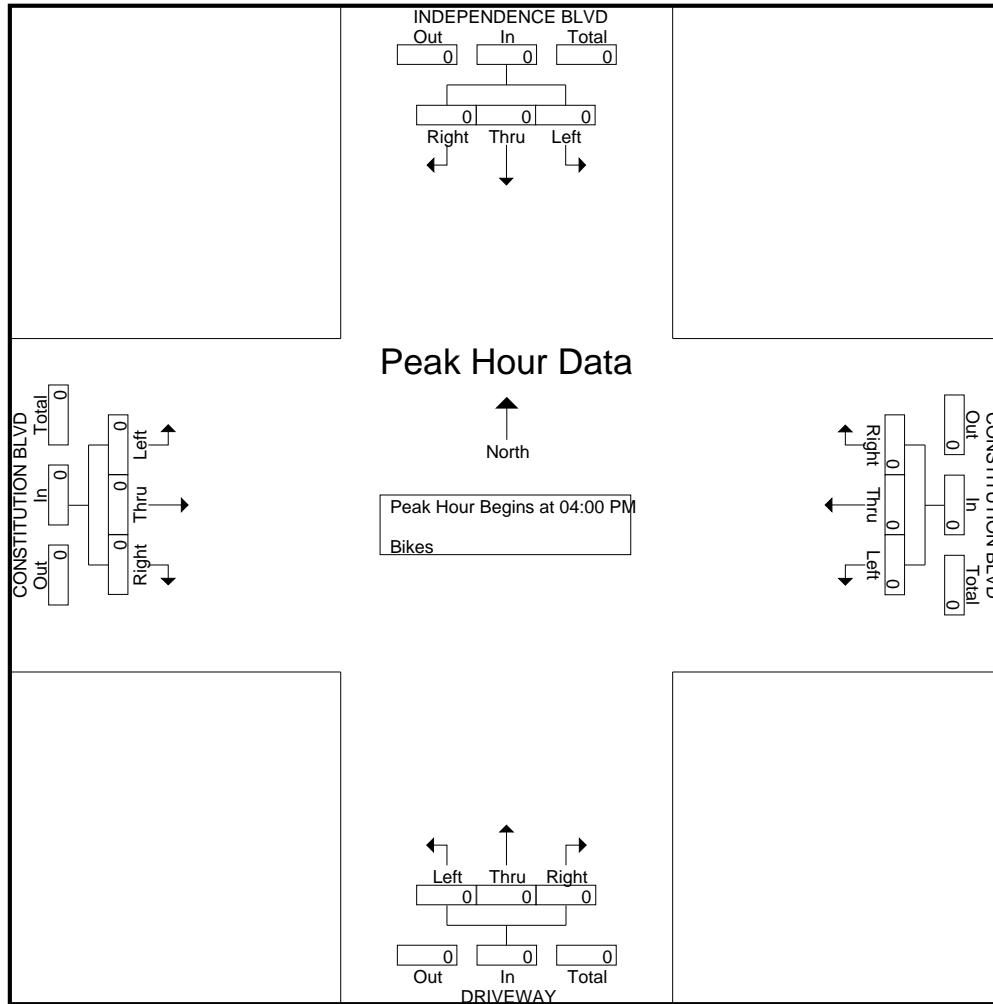 INDEPENDENCE BLVD
Out In Total
0 0 0
0 0 0
Right Thru Left
Peak Hour Data
North
Peak Hour Begins at 04:00 PM
Bikes
CONSTITUTION BLVD
Out In Total
0 0 0
0 0 0
Right Thru Left
CONSTITUTION BLVD
Out In Total
0 0 0
0 0 0
Right Thru Left
Left Thru Right
0 0 0
0 0 0
Out In Total
DRIVEWAY